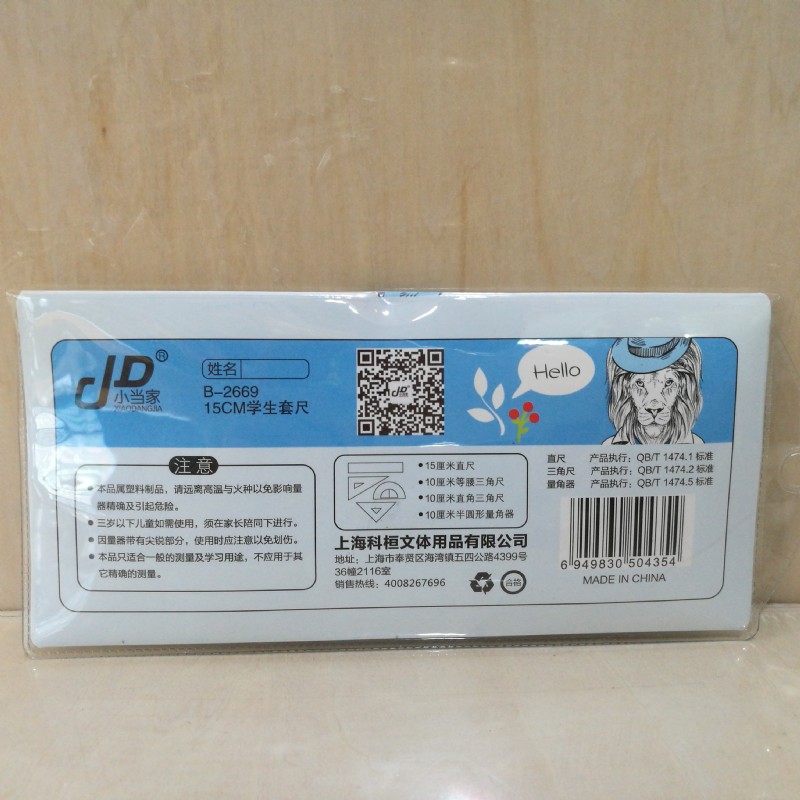 JD®
小当家
XIAODANGJIA
姓名
B-2669
15CM学生套尺
JD
Hello
注意
• 本品属塑料制品，请远离高温与火种以免影响量
器精确及引起危险。
• 三岁以下儿童如需使用，须在家长陪同下进行。
• 因量器带有尖锐部分，使用时应注意以免划伤。
• 本品只适合一般的测量及学习用途，不应用于其
它精确的测量。
• 15厘米直尺
• 10厘米等腰三角尺
• 10厘米直角三角尺
• 10厘米半圆形量角器
上海科桓文体用品有限公司
地址：上海市奉贤区海湾镇五四公路4399号
36幢2116室
销售热线：4008267696
合格
直尺 产品执行：QB/T 1474.1 标准
三角尺 产品执行：QB/T 1474.2 标准
量角器 产品执行：QB/T 1474.5 标准
6 949830 504354
MADE IN CHINA